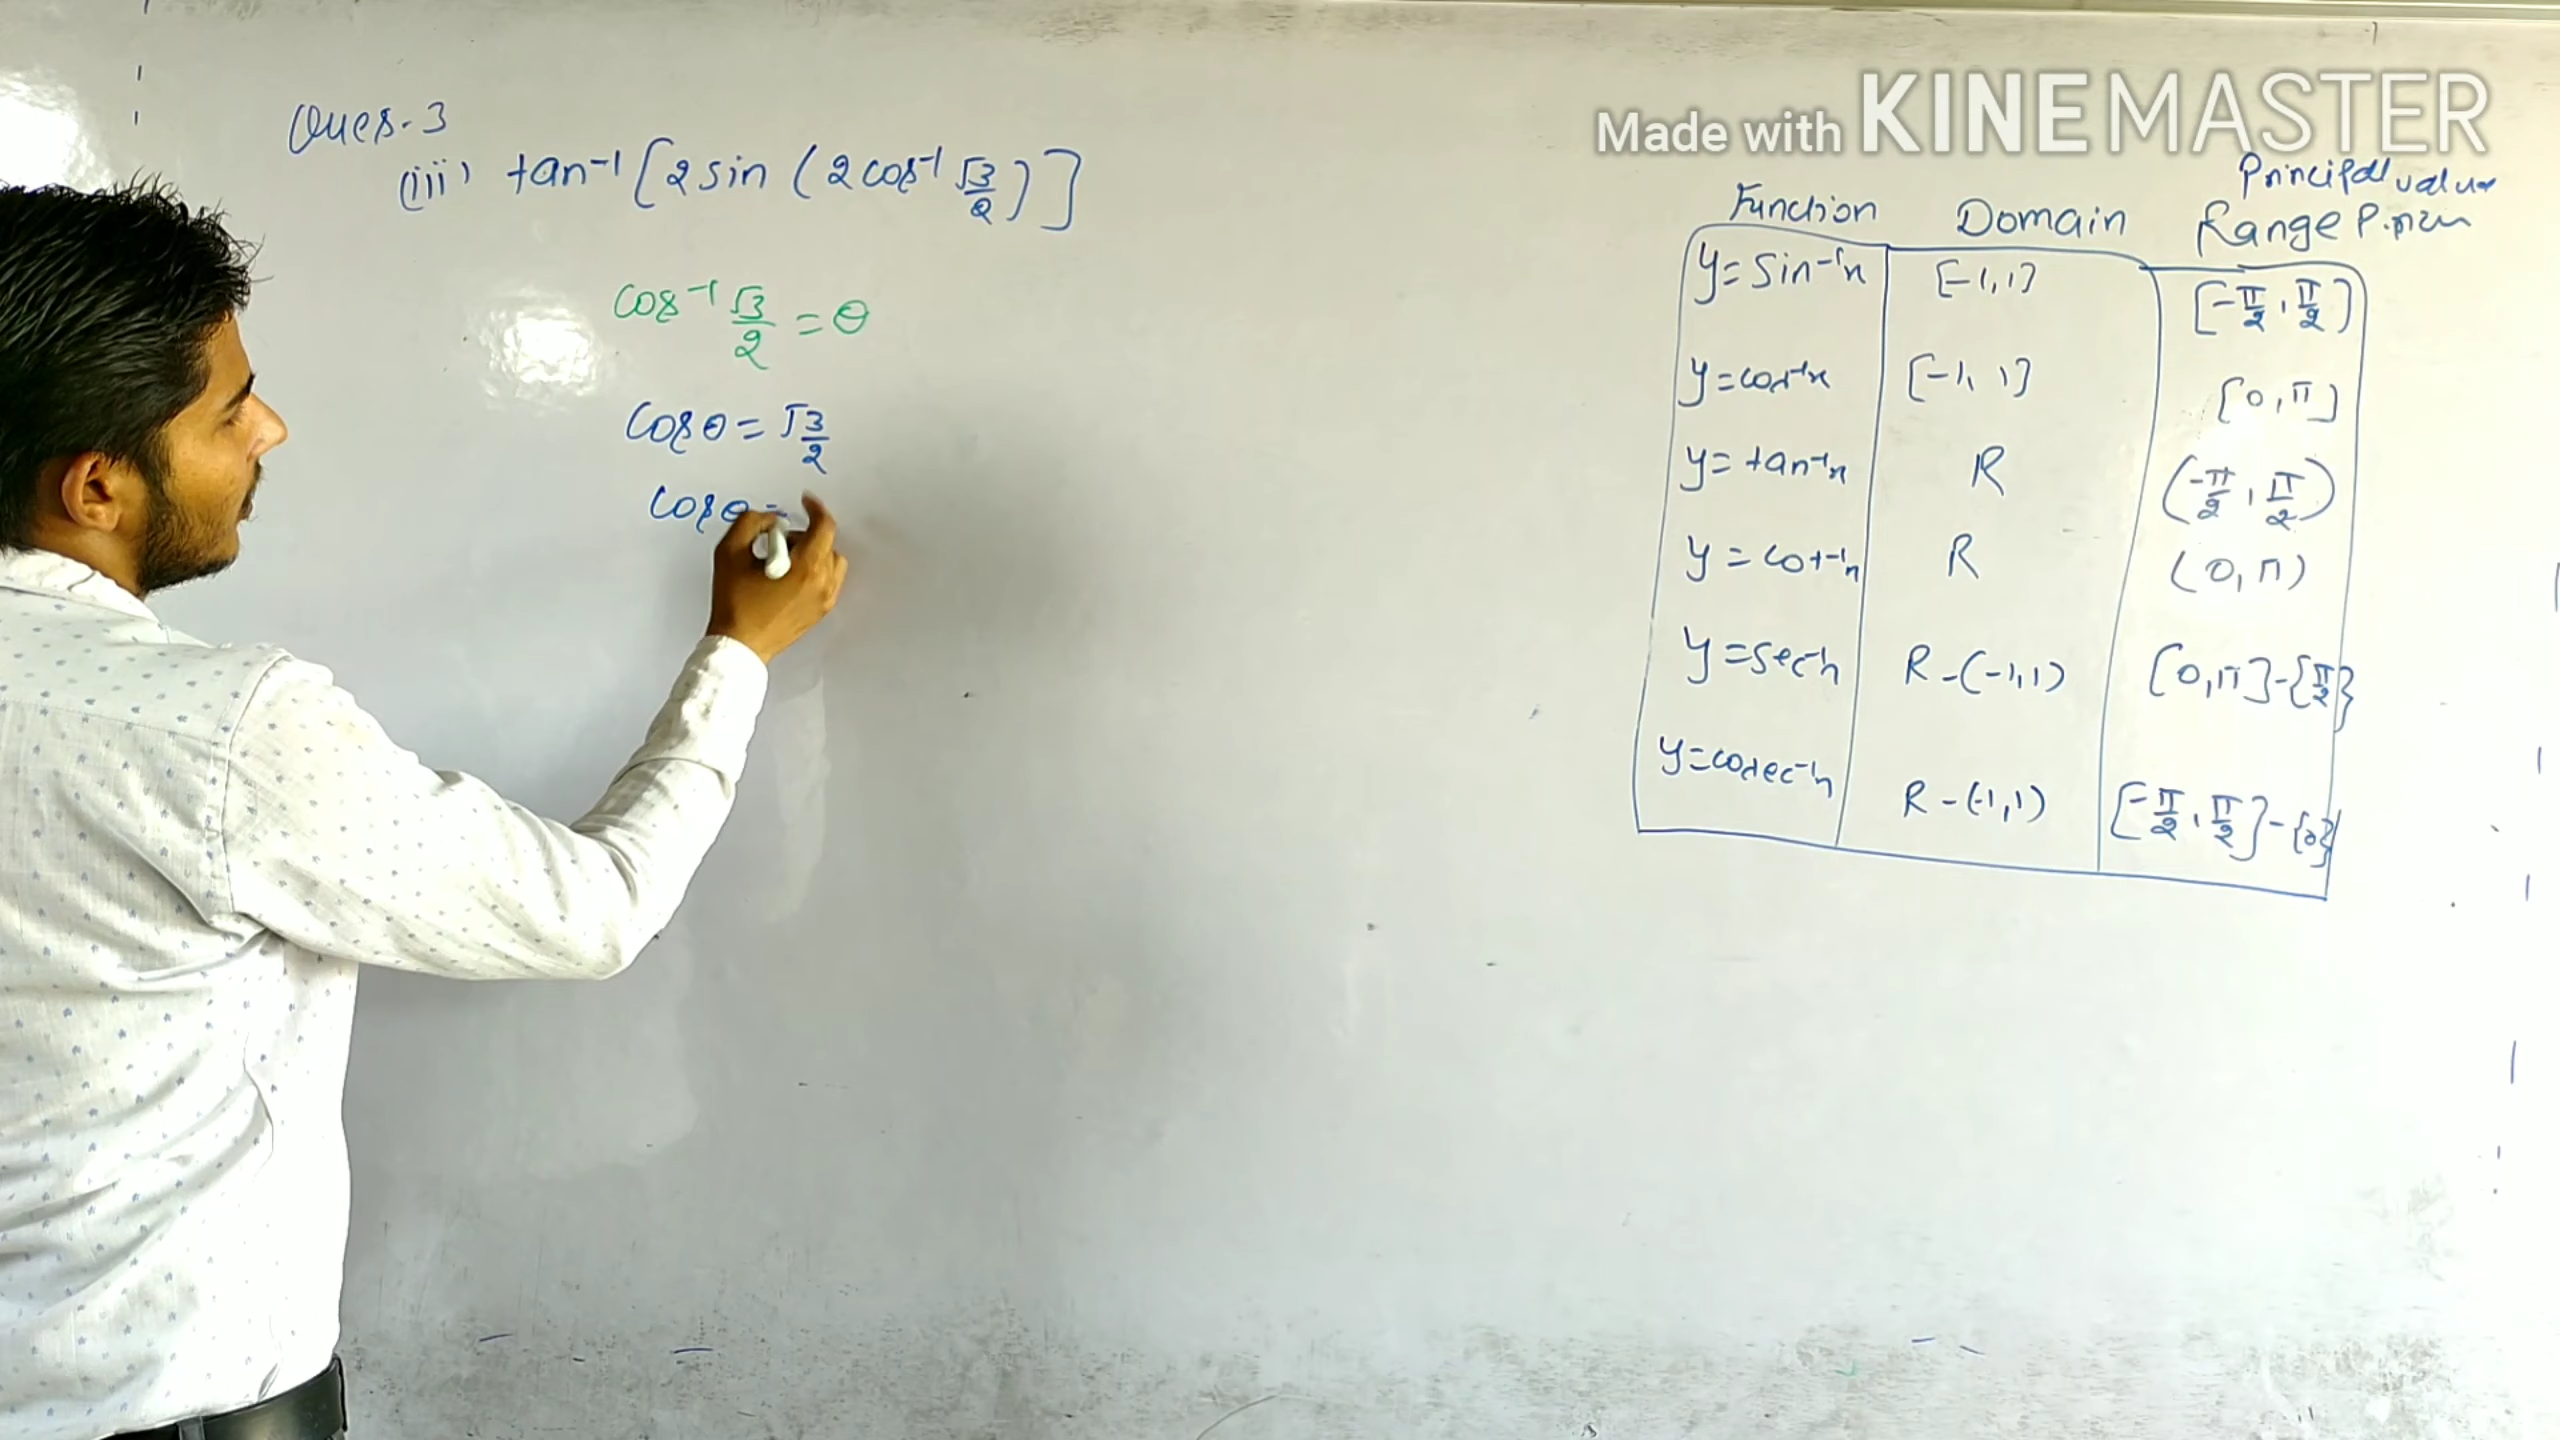 Made with KINEMASTER
Ques. 3
(iii) tan⁻¹ [2 sin (2 cos⁻¹ √3/2)]
cos⁻¹ √3/2 = θ
cos θ = √3/2
cos θ =
Principal value
Function Domain Range
y = sin⁻¹x [-1, 1] [-π/2, π/2]
y = cos⁻¹x [-1, 1] [0, π]
y = tan⁻¹x R (-π/2, π/2)
y = cot⁻¹x R (0, π)
y = sec⁻¹x R - (-1, 1) [0, π] - {π/2}
y = cosec⁻¹x R - (-1, 1) [-π/2, π/2] - {0}